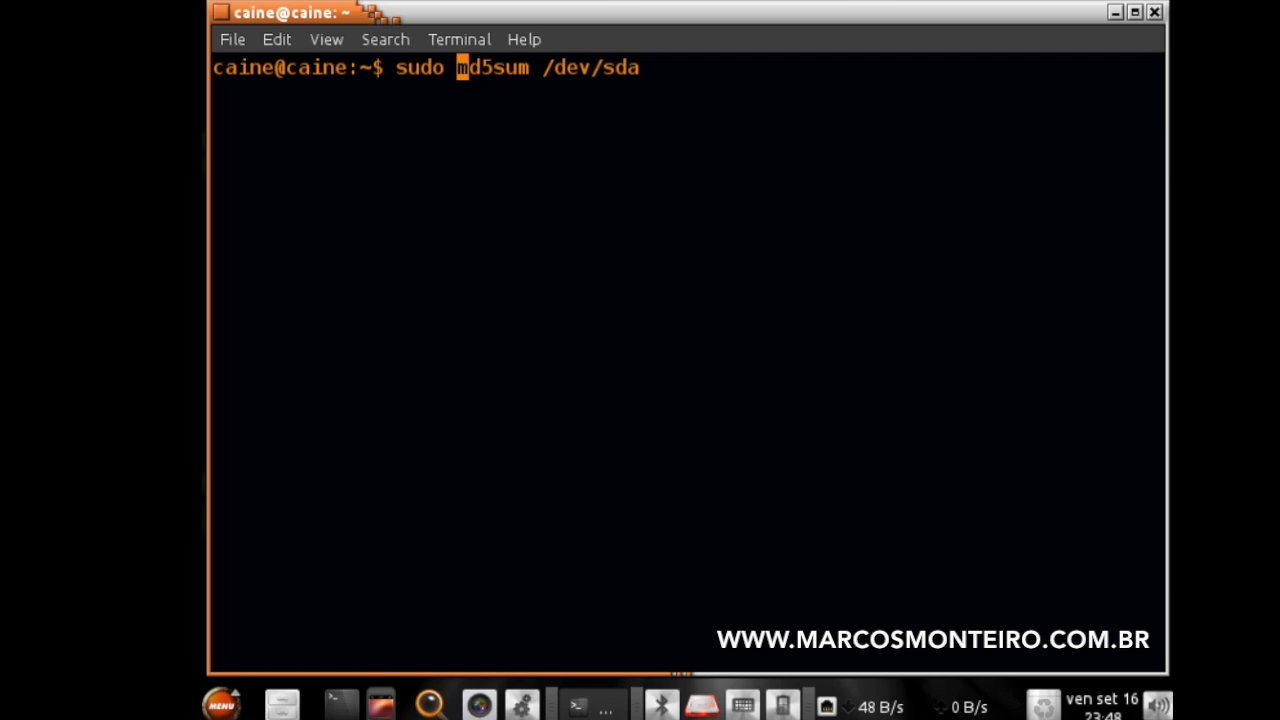 caine@caine: ~
File Edit View Search Terminal Help
caine@caine:~$ sudo md5sum /dev/sda
WWW.MARCOSMONTEIRO.COM.BR
MENU
...
48 B/s
0 B/s
ven set 16
23:48